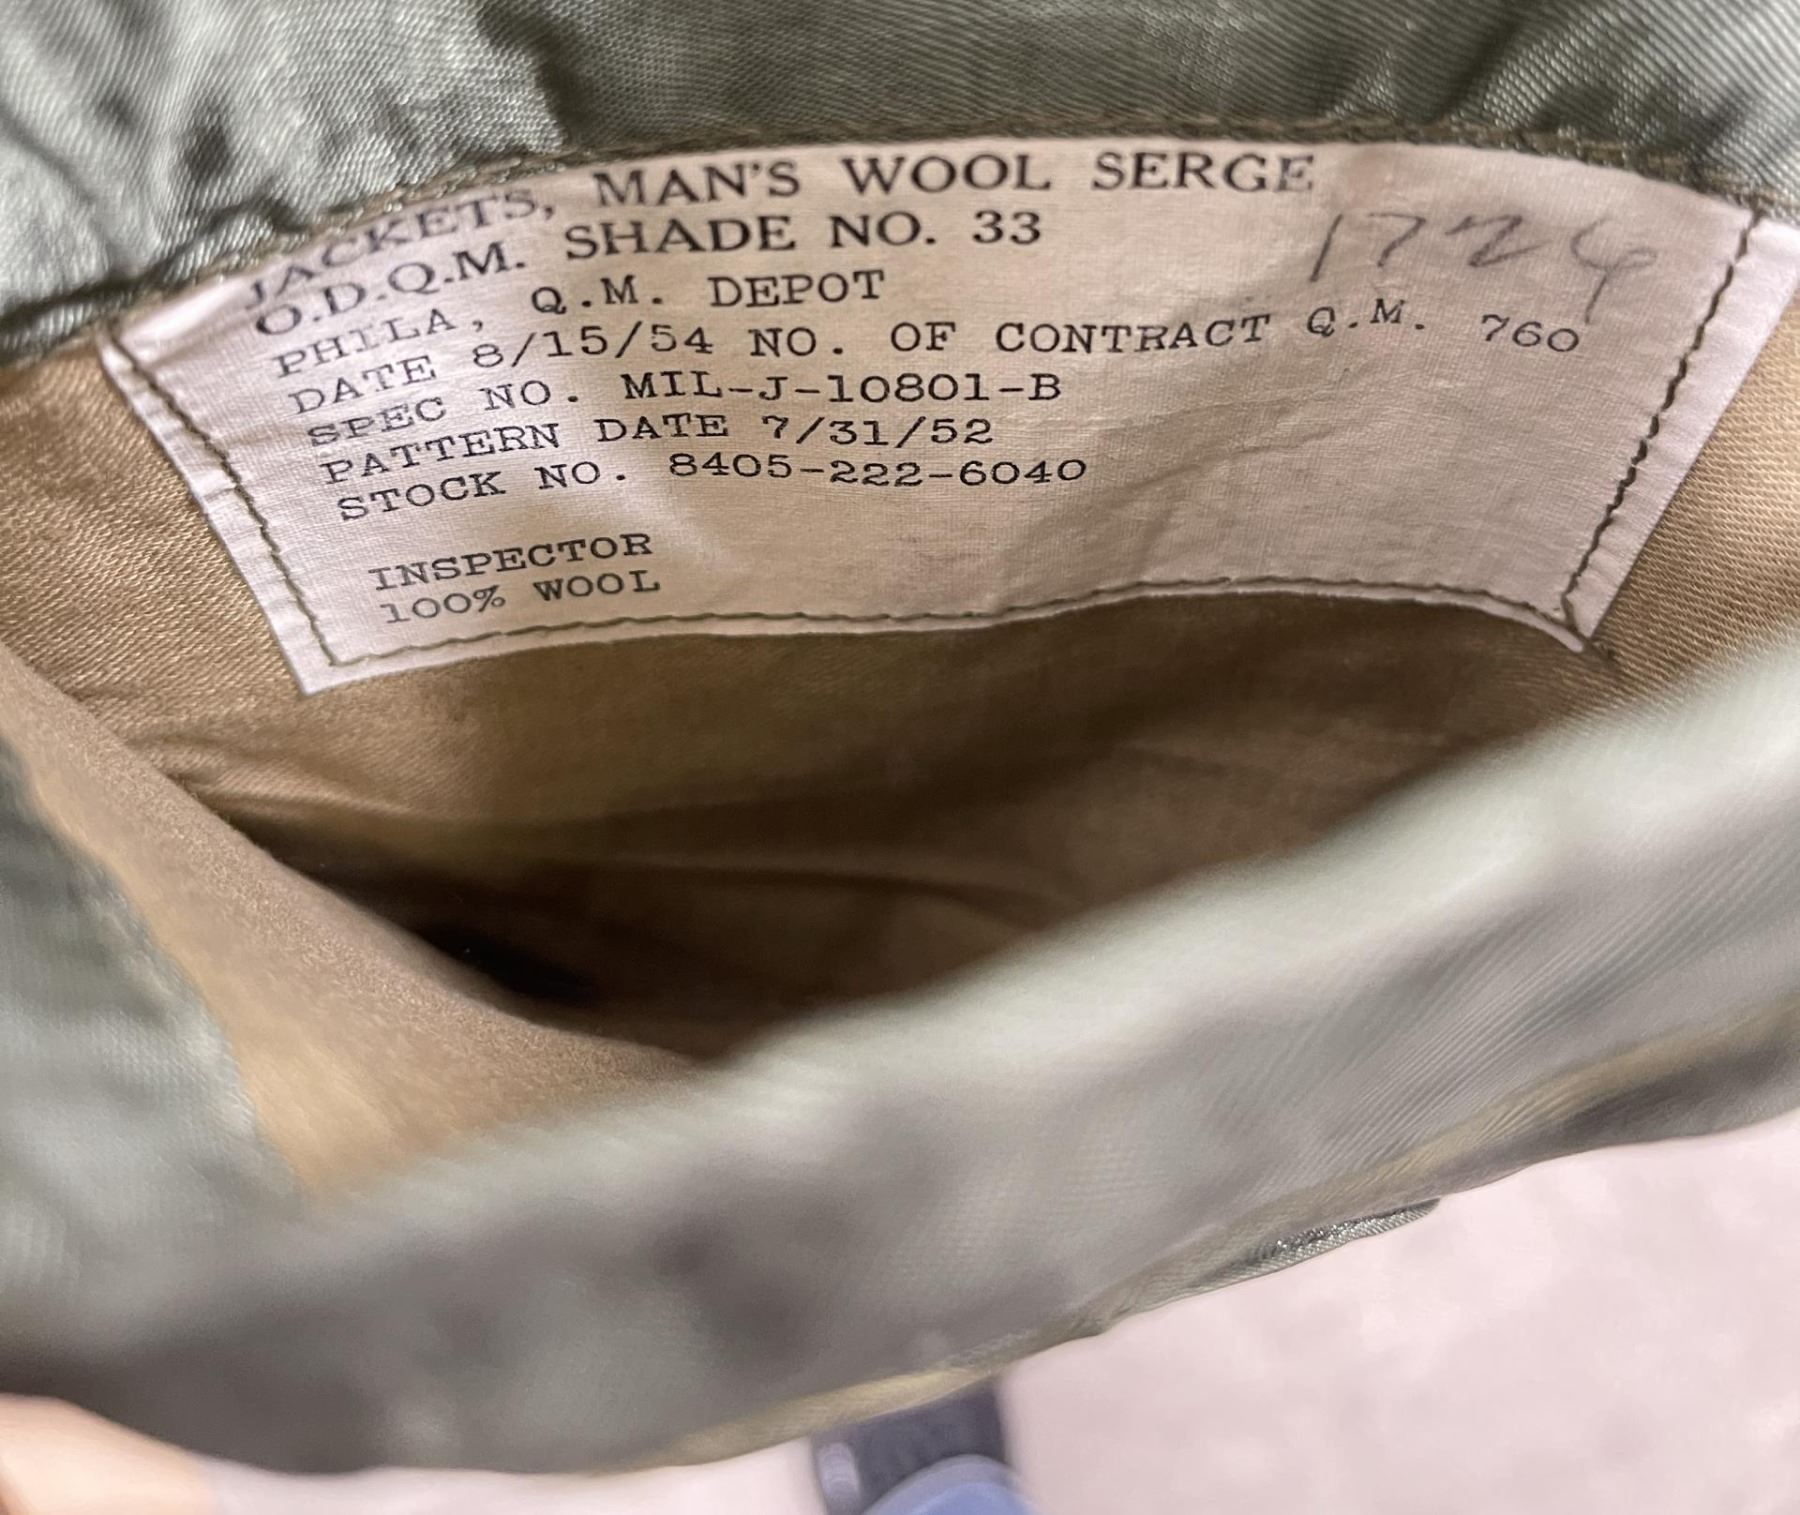 JACKETS, MAN'S WOOL SERGE
O.D.Q.M. SHADE NO. 33
1724
PHILA, Q.M. DEPOT
DATE 8/15/54 NO. OF CONTRACT Q.M. 760
SPEC NO. MIL-J-10801-B
PATTERN DATE 7/31/52
STOCK NO. 8405-222-6040
INSPECTOR
100% WOOL